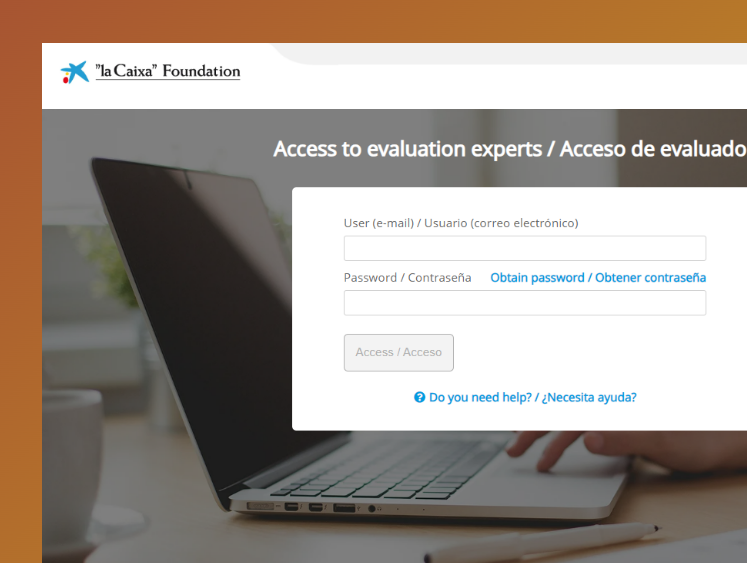 "la Caixa" Foundation
Access to evaluation experts / Acceso de evaluado
User (e-mail) / Usuario (correo electrónico)
Password / Contraseña Obtain password / Obtener contraseña
Access / Acceso
Do you need help? / ¿Necesita ayuda?